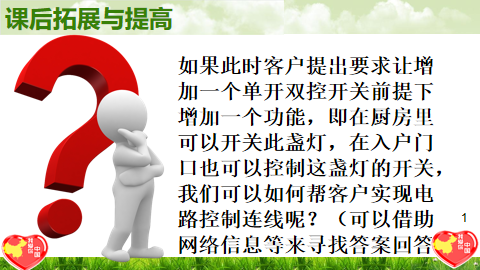 课后拓展与提高
如果此时客户提出要求让增
加一个单开双控开关前提下
增加一个功能，即在厨房里
可以开关此盏灯，在入户门
口也可以控制这盏灯的开关，
我们可以如何帮客户实现电
路控制连线呢？（可以借助
网络信息等来寻找答案回答
1
中国
中国